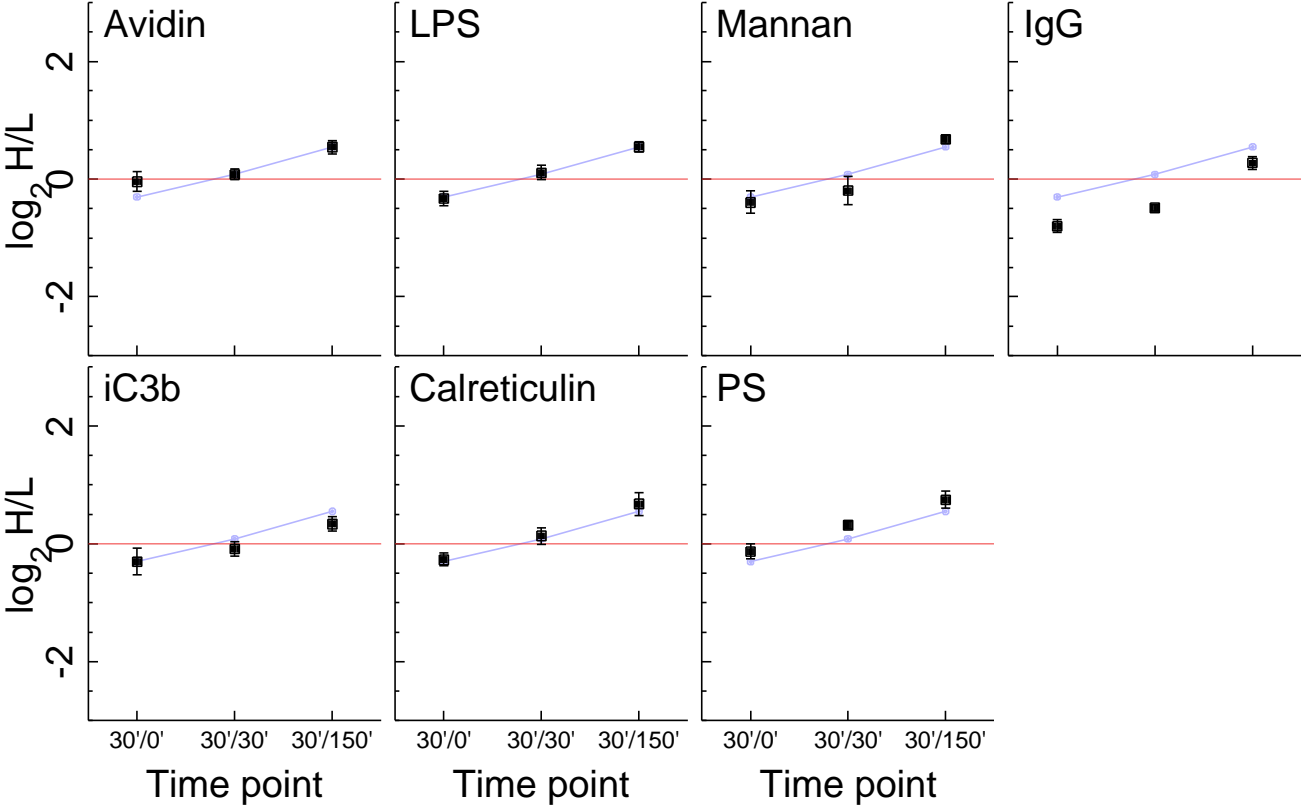 Avidin LPS Mannan IgG
log2 H/L
2
0
-2
iC3b Calreticulin PS
log2 H/L
2
0
-2
30'/0' 30'/30' 30'/150' 30'/0' 30'/30' 30'/150' 30'/0' 30'/30' 30'/150'
Time point Time point Time point